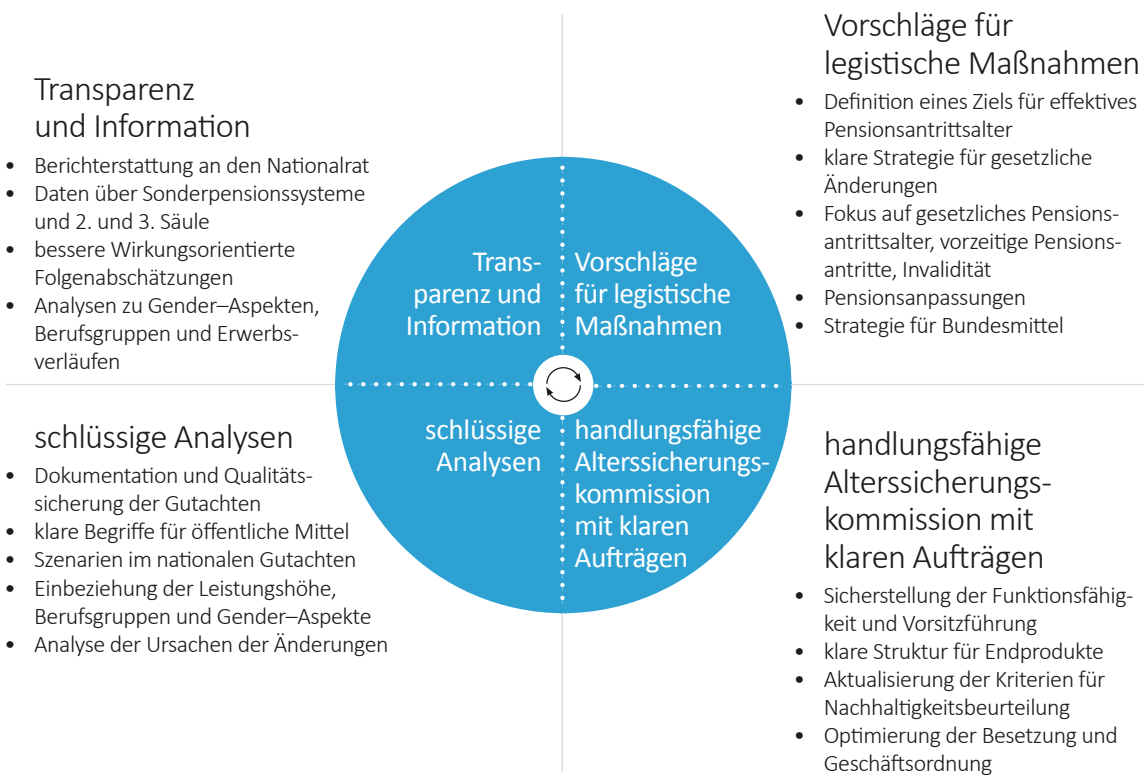 Transparenz
und Information
• Berichterstattung an den Nationalrat
• Daten über Sonderpensionssysteme
und 2. und 3. Säule
• bessere Wirkungsorientierte
Folgenabschätzungen
• Analysen zu Gender–Aspekten,
Berufsgruppen und Erwerbs-
verläufen
Vorschläge für
legistische Maßnahmen
• Definition eines Ziels für effektives
Pensionsantrittsalter
• klare Strategie für gesetzliche
Änderungen
• Fokus auf gesetzliches Pensions-
antrittsalter, vorzeitige Pensions-
antritte, Invalidität
• Pensionsanpassungen
• Strategie für Bundesmittel
Trans-
parenz und
Information
Vorschläge
für legistische
Maßnahmen
schlüssige
Analysen
handlungsfähige
Alterssicherungs-
kommission
mit klaren
Aufträgen
schlüssige Analysen
• Dokumentation und Qualitäts-
sicherung der Gutachten
• klare Begriffe für öffentliche Mittel
• Szenarien im nationalen Gutachten
• Einbeziehung der Leistungshöhe,
Berufsgruppen und Gender–Aspekte
• Analyse der Ursachen der Änderungen
handlungsfähige
Alterssicherungs-
kommission mit
klaren Aufträgen
• Sicherstellung der Funktionsfähig-
keit und Vorsitzführung
• klare Struktur für Endprodukte
• Aktualisierung der Kriterien für
Nachhaltigkeitsbeurteilung
• Optimierung der Besetzung und
Geschäftsordnung